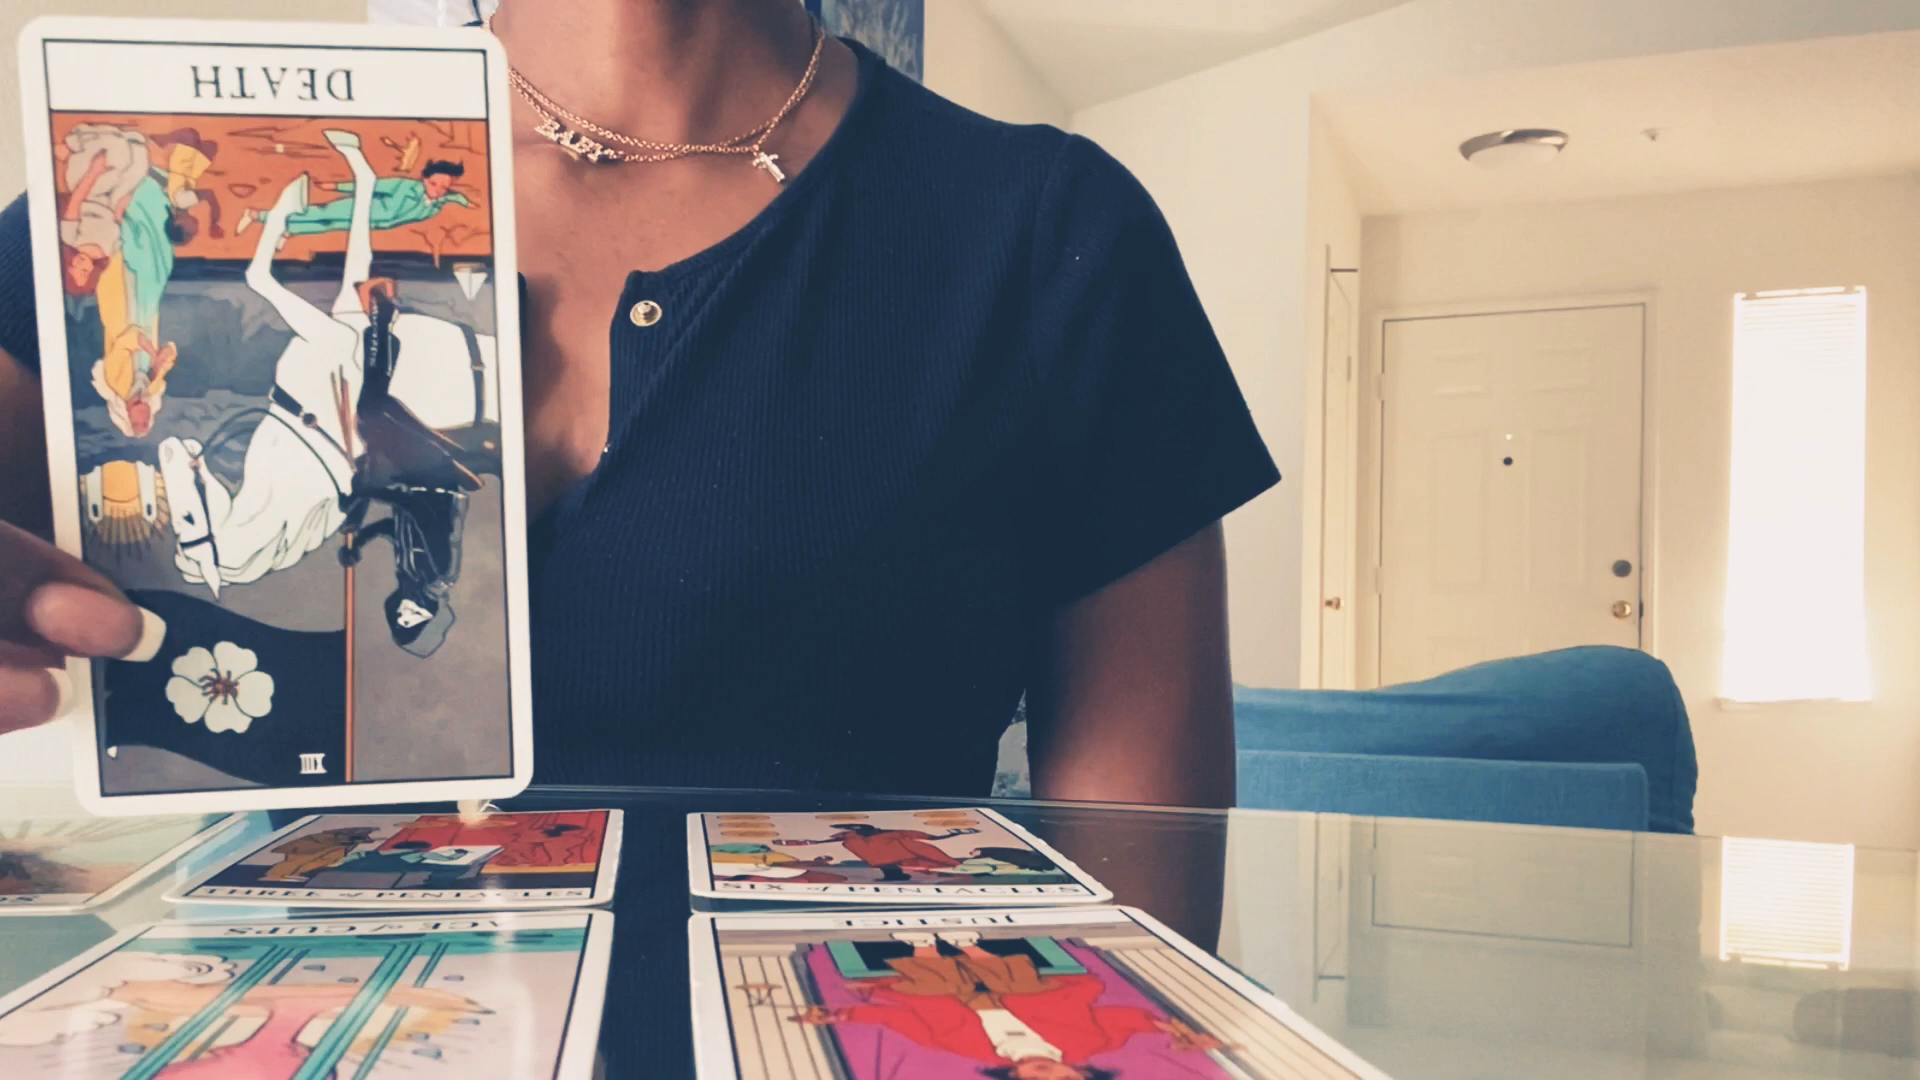 DEATH
BABY
XIII
THREE of PENTACLES
SIX of PENTACLES
ACE of CUPS
JUSTICE